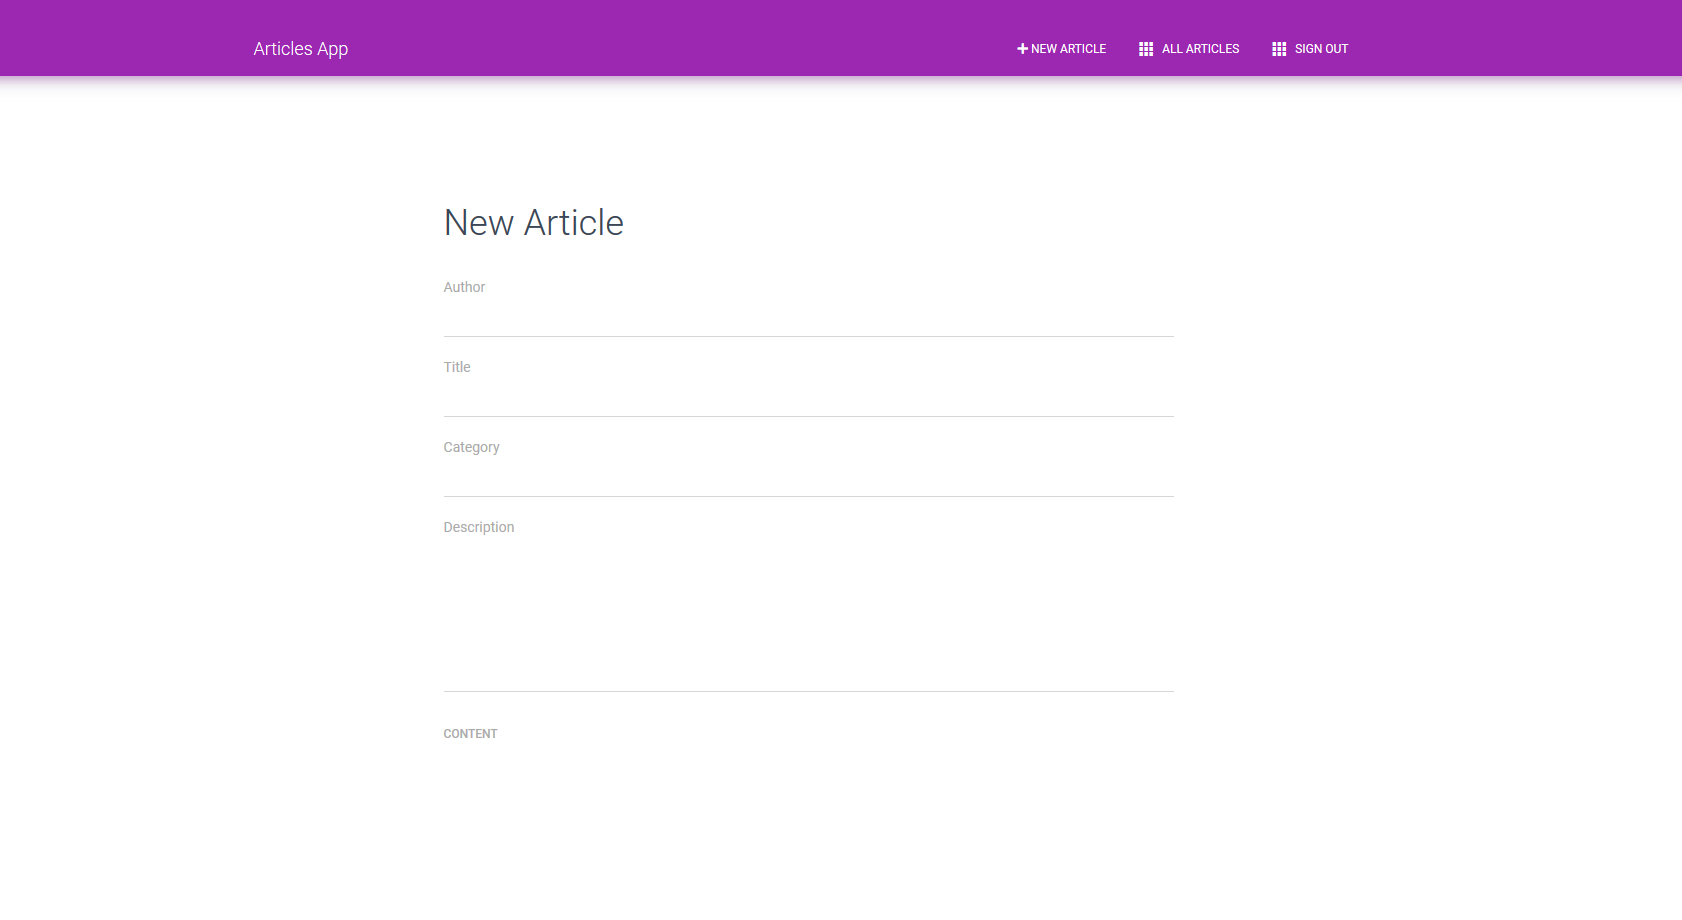 Articles App
NEW ARTICLE
ALL ARTICLES
SIGN OUT
New Article
Author
Title
Category
Description
CONTENT